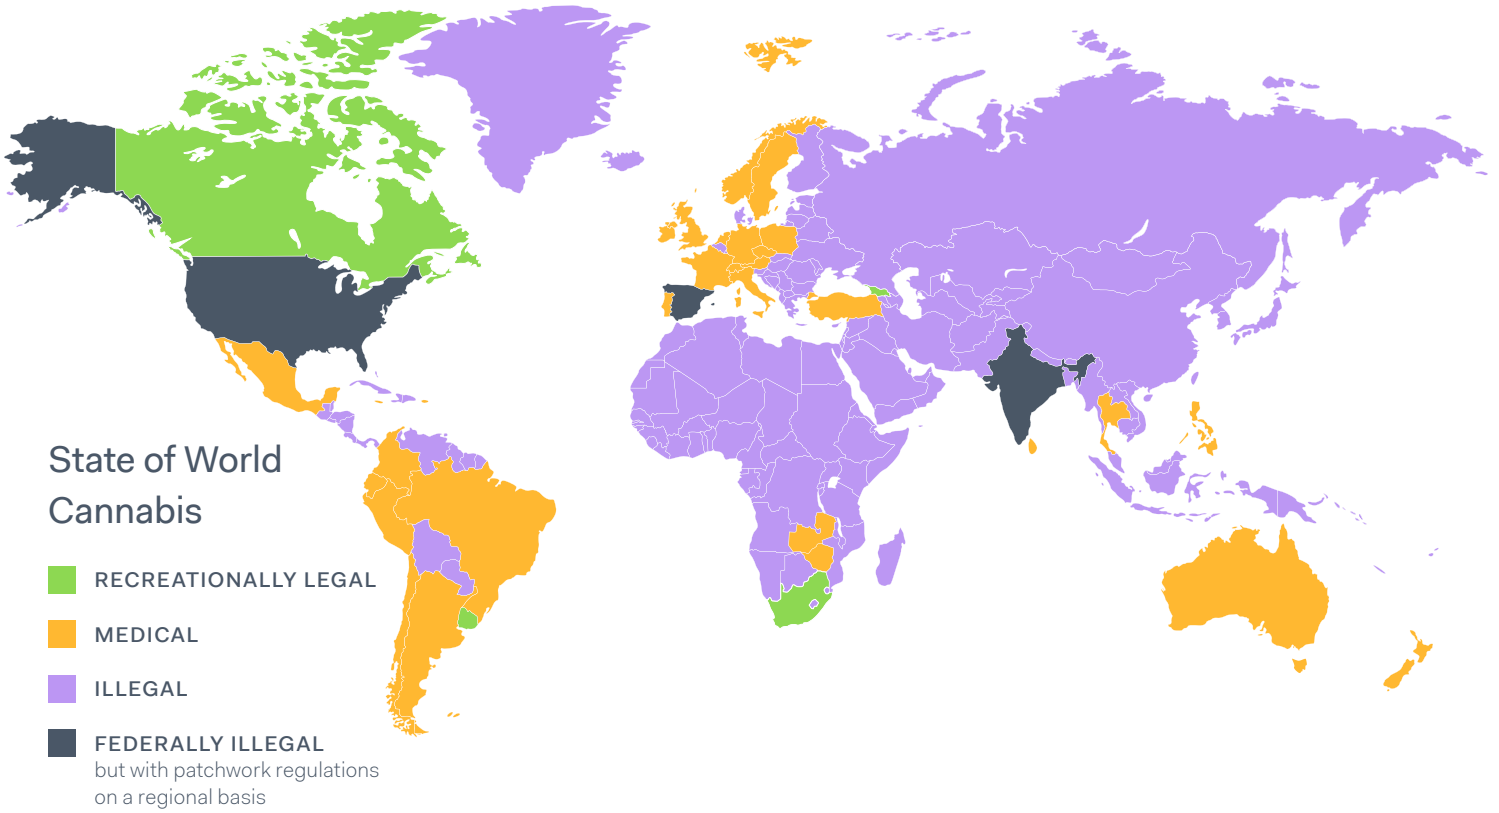 State of World
Cannabis
RECREATIONALLY LEGAL
MEDICAL
ILLEGAL
FEDERALLY ILLEGAL
but with patchwork regulations
on a regional basis